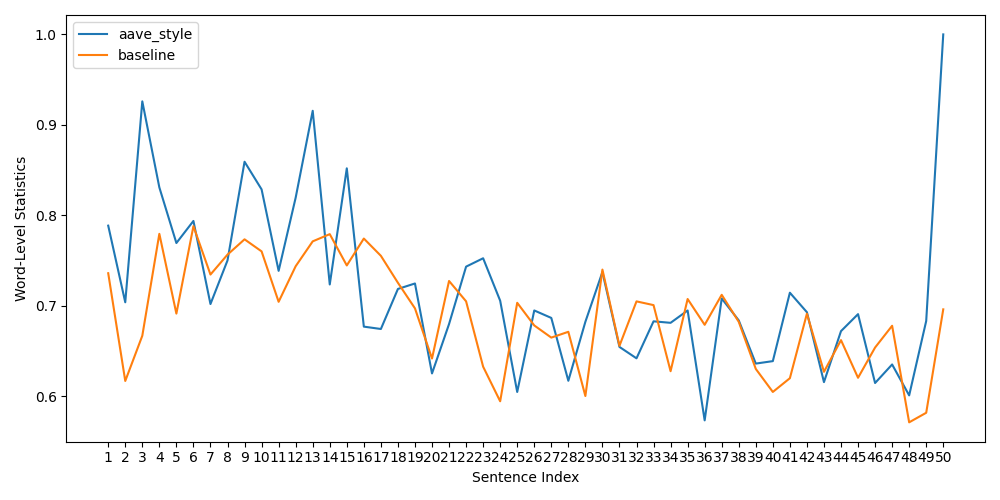 aave_style
baseline
1.0
0.9
0.8
0.7
0.6
Word-Level Statistics
1 2 3 4 5 6 7 8 9 10 11 12 13 14 15 16 17 18 19 20 21 22 23 24 25 26 27 28 29 30 31 32 33 34 35 36 37 38 39 40 41 42 43 44 45 46 47 48 49 50
Sentence Index